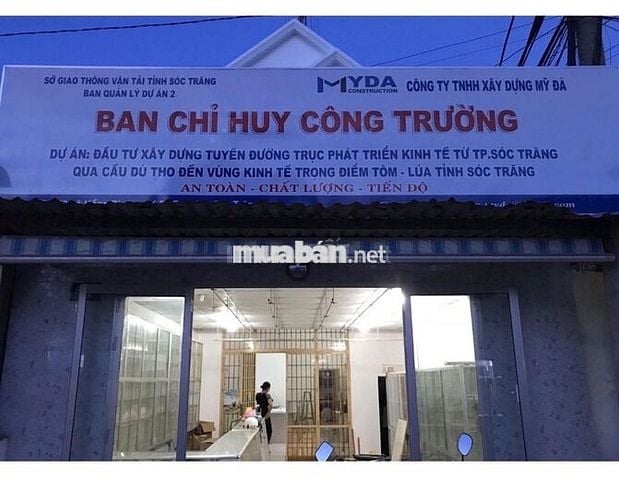 SỞ GIAO THÔNG VẬN TẢI TỈNH SÓC TRĂNG
BAN QUẢN LÝ DỰ ÁN 2
MYDA
CONSTRUCTION
CÔNG TY TNHH XÂY DỰNG MỸ ĐÀ
BAN CHỈ HUY CÔNG TRƯỜNG
DỰ ÁN: ĐẦU TƯ XÂY DỰNG TUYẾN ĐƯỜNG TRỤC PHÁT TRIỂN KINH TẾ TỪ TP.SÓC TRĂNG
QUA CẦU DÙ THO ĐẾN VÙNG KINH TẾ TRONG ĐIỂM TÔM - LÚA TỈNH SÓC TRĂNG
AN TOÀN - CHẤT LƯỢNG - TIẾN ĐỘ
muabán.net